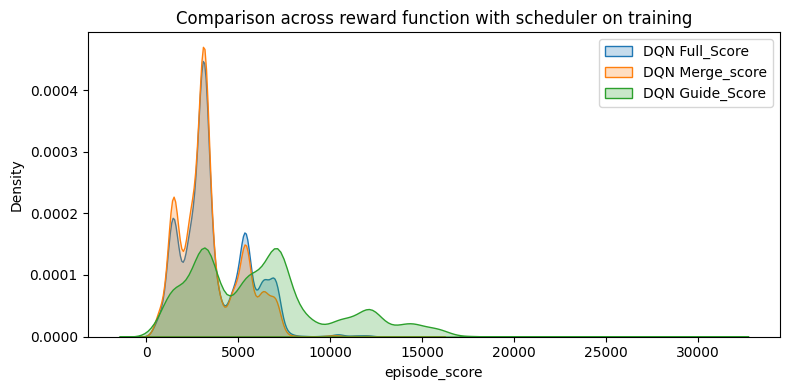 Comparison across reward function with scheduler on training
DQN Full_Score
DQN Merge_score
DQN Guide_Score
Density
0.0004
0.0003
0.0002
0.0001
0.0000
0
5000
10000
15000
20000
25000
30000
episode_score